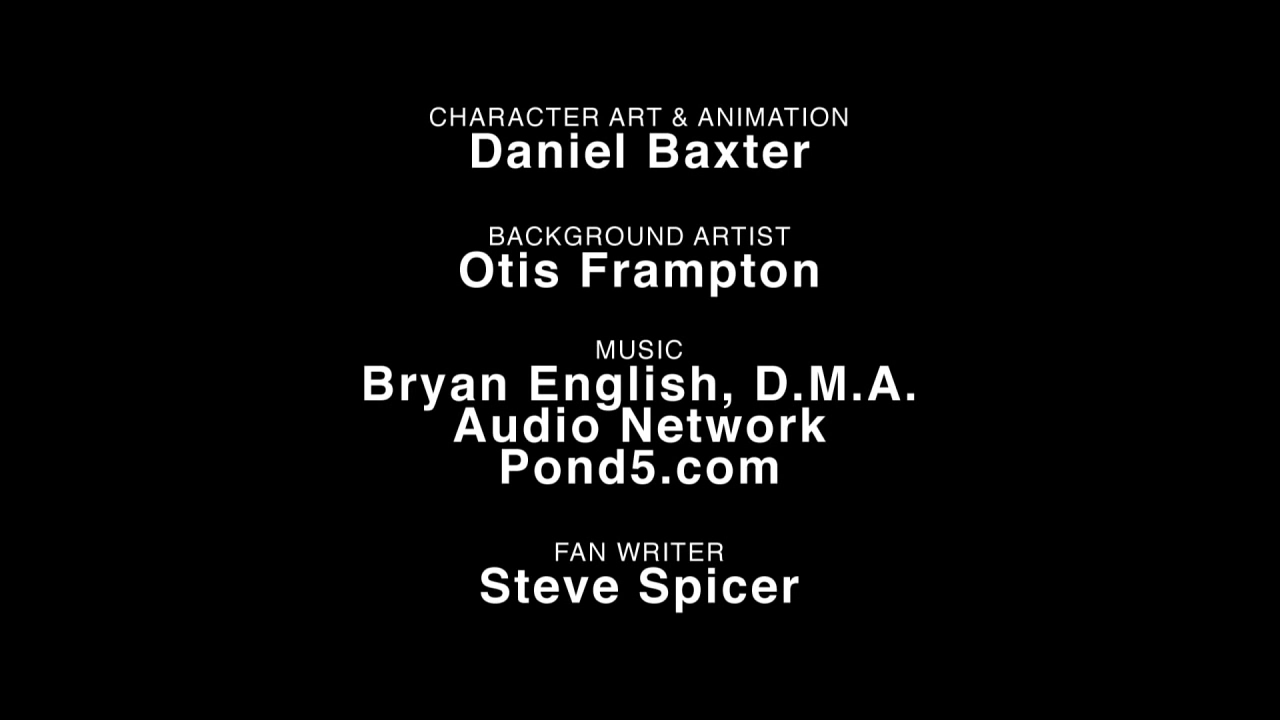 CHARACTER ART & ANIMATION
Daniel Baxter
BACKGROUND ARTIST
Otis Frampton
MUSIC
Bryan English, D.M.A.
Audio Network
Pond5.com
FAN WRITER
Steve Spicer